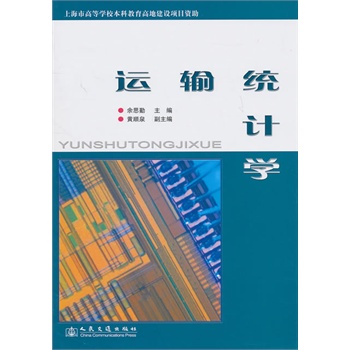 上海市高等学校本科教育高地建设项目资助
运输统计学
余思勤 主 编
黄顺泉 副主编
YUNSHUTONGJIXUE
人民交通出版社
China Communications Press